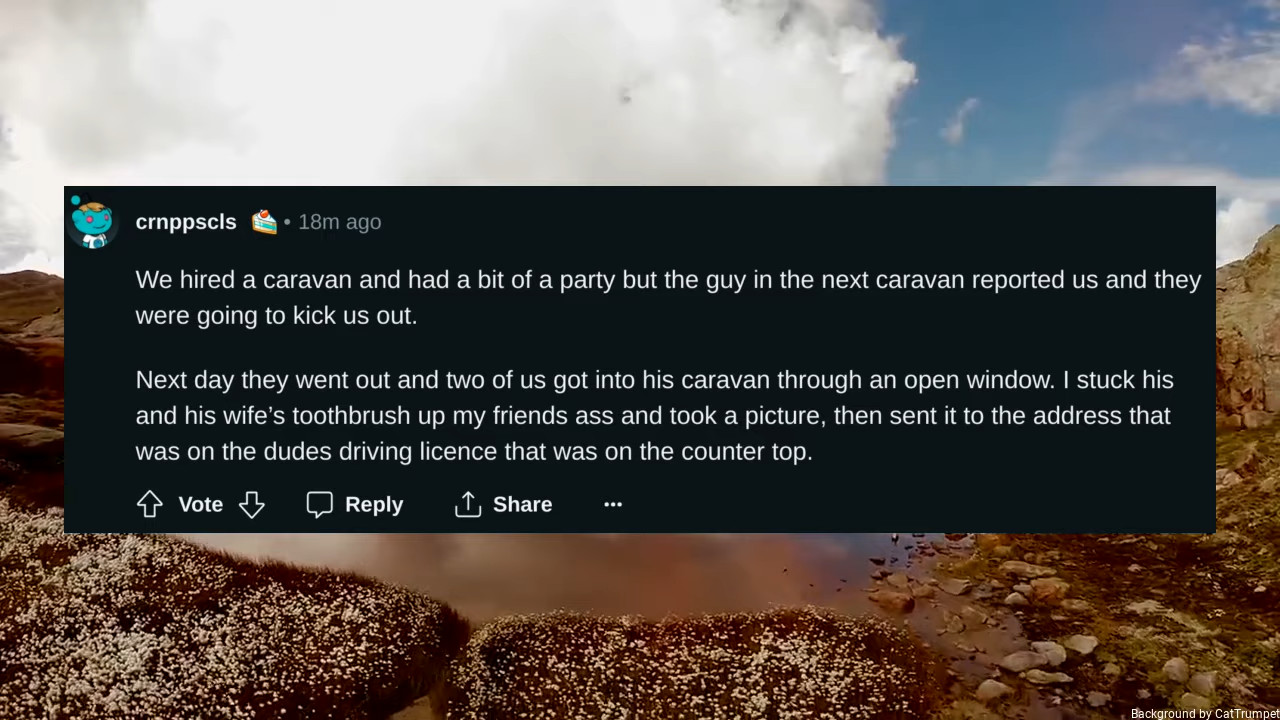 crnppscls • 18m ago
We hired a caravan and had a bit of a party but the guy in the next caravan reported us and they
were going to kick us out.
Next day they went out and two of us got into his caravan through an open window. I stuck his
and his wife’s toothbrush up my friends ass and took a picture, then sent it to the address that
was on the dudes driving licence that was on the counter top.
Vote Reply Share ···
Background by CatTrumpet